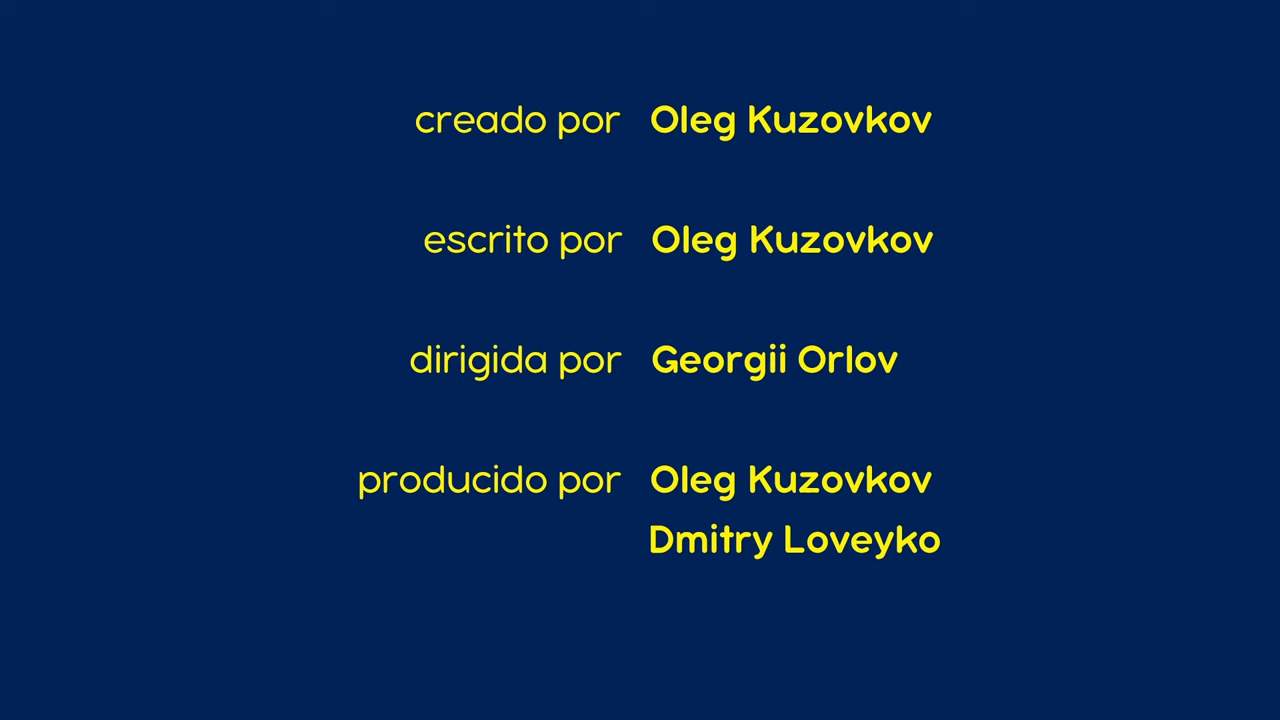 creado por Oleg Kuzovkov
escrito por Oleg Kuzovkov
dirigida por Georgii Orlov
producido por Oleg Kuzovkov
Dmitry Loveyko